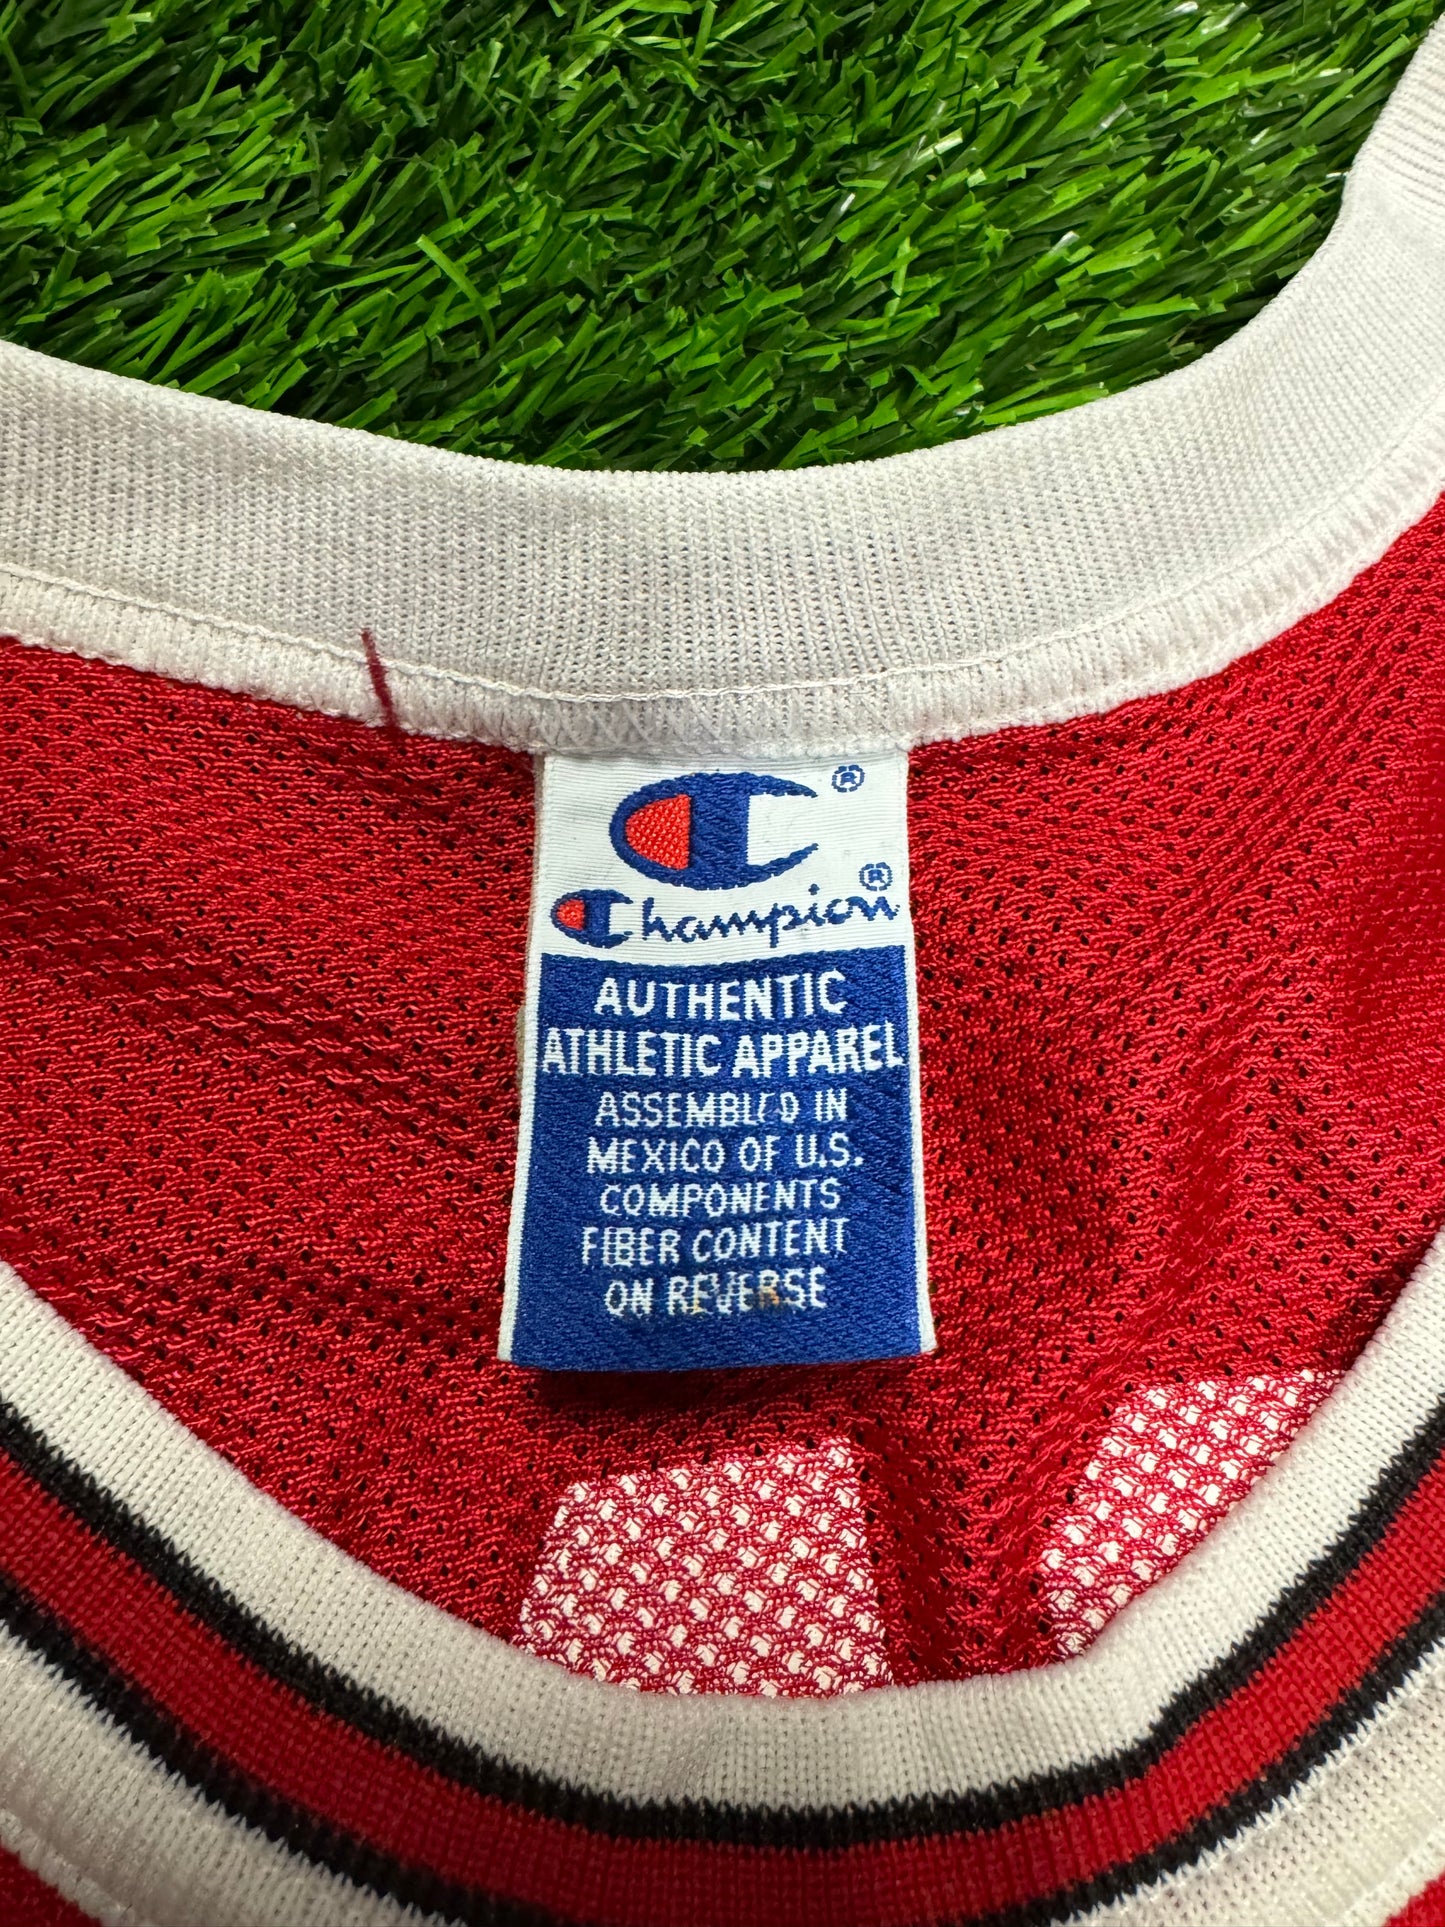 ®
Champion®
AUTHENTIC
ATHLETIC APPAREL
ASSEMBLED IN
MEXICO OF U.S.
COMPONENTS
FIBER CONTENT
ON REVERSE